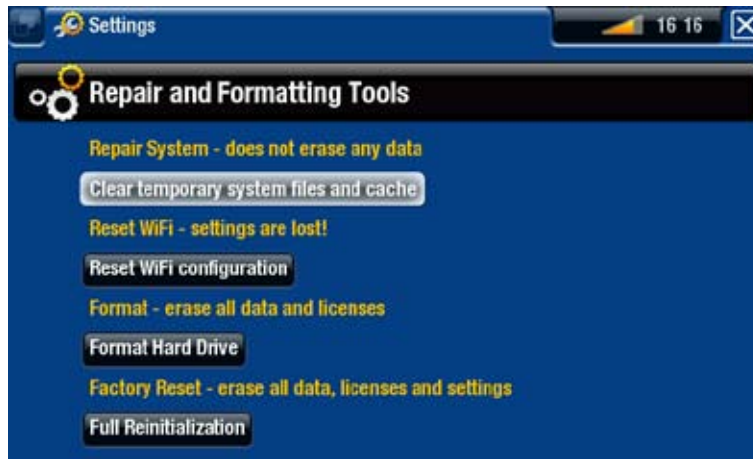 Settings
16 16
Repair and Formatting Tools
Repair System - does not erase any data
Clear temporary system files and cache
Reset WiFi - settings are lost!
Reset WiFi configuration
Format - erase all data and licenses
Format Hard Drive
Factory Reset - erase all data, licenses and settings
Full Reinitialization